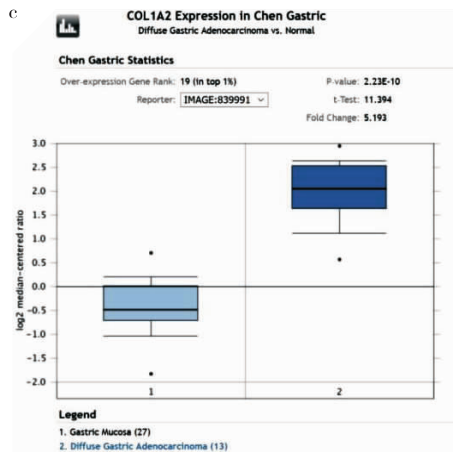 c
COL1A2 Expression in Chen Gastric
Diffuse Gastric Adenocarcinoma vs. Normal
Chen Gastric Statistics
Over-expression Gene Rank: 19 (in top 1%)
P-value: 2.23E-10
Reporter: IMAGE:839991
t-Test: 11.394
Fold Change: 5.193
3.0
2.5
2.0
1.5
1.0
0.5
0.0
-0.5
-1.0
-1.5
-2.0
log2 median-centered ratio
1 2
Legend
1. Gastric Mucosa (27)
2. Diffuse Gastric Adenocarcinoma (13)